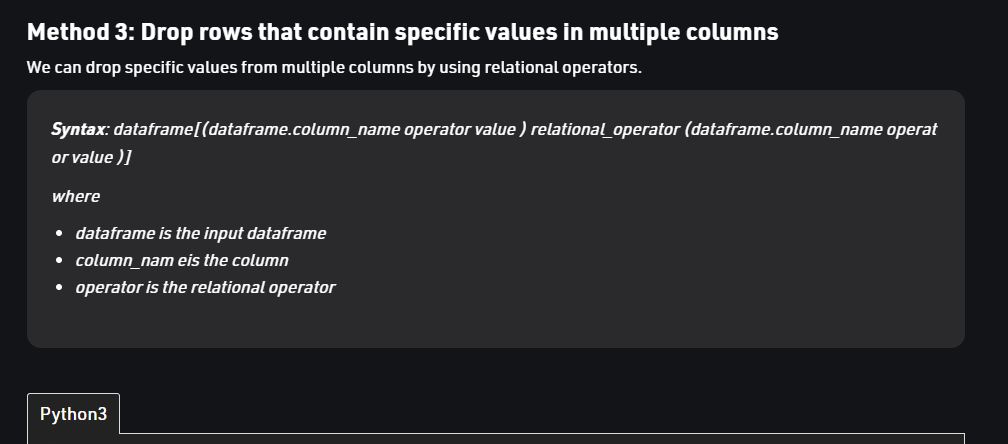 Method 3: Drop rows that contain specific values in multiple columns
We can drop specific values from multiple columns by using relational operators.
Syntax: dataframe[(dataframe.column_name operator value ) relational_operator (dataframe.column_name operat
or value )]
where
• dataframe is the input dataframe
• column_nam eis the column
• operator is the relational operator
Python3